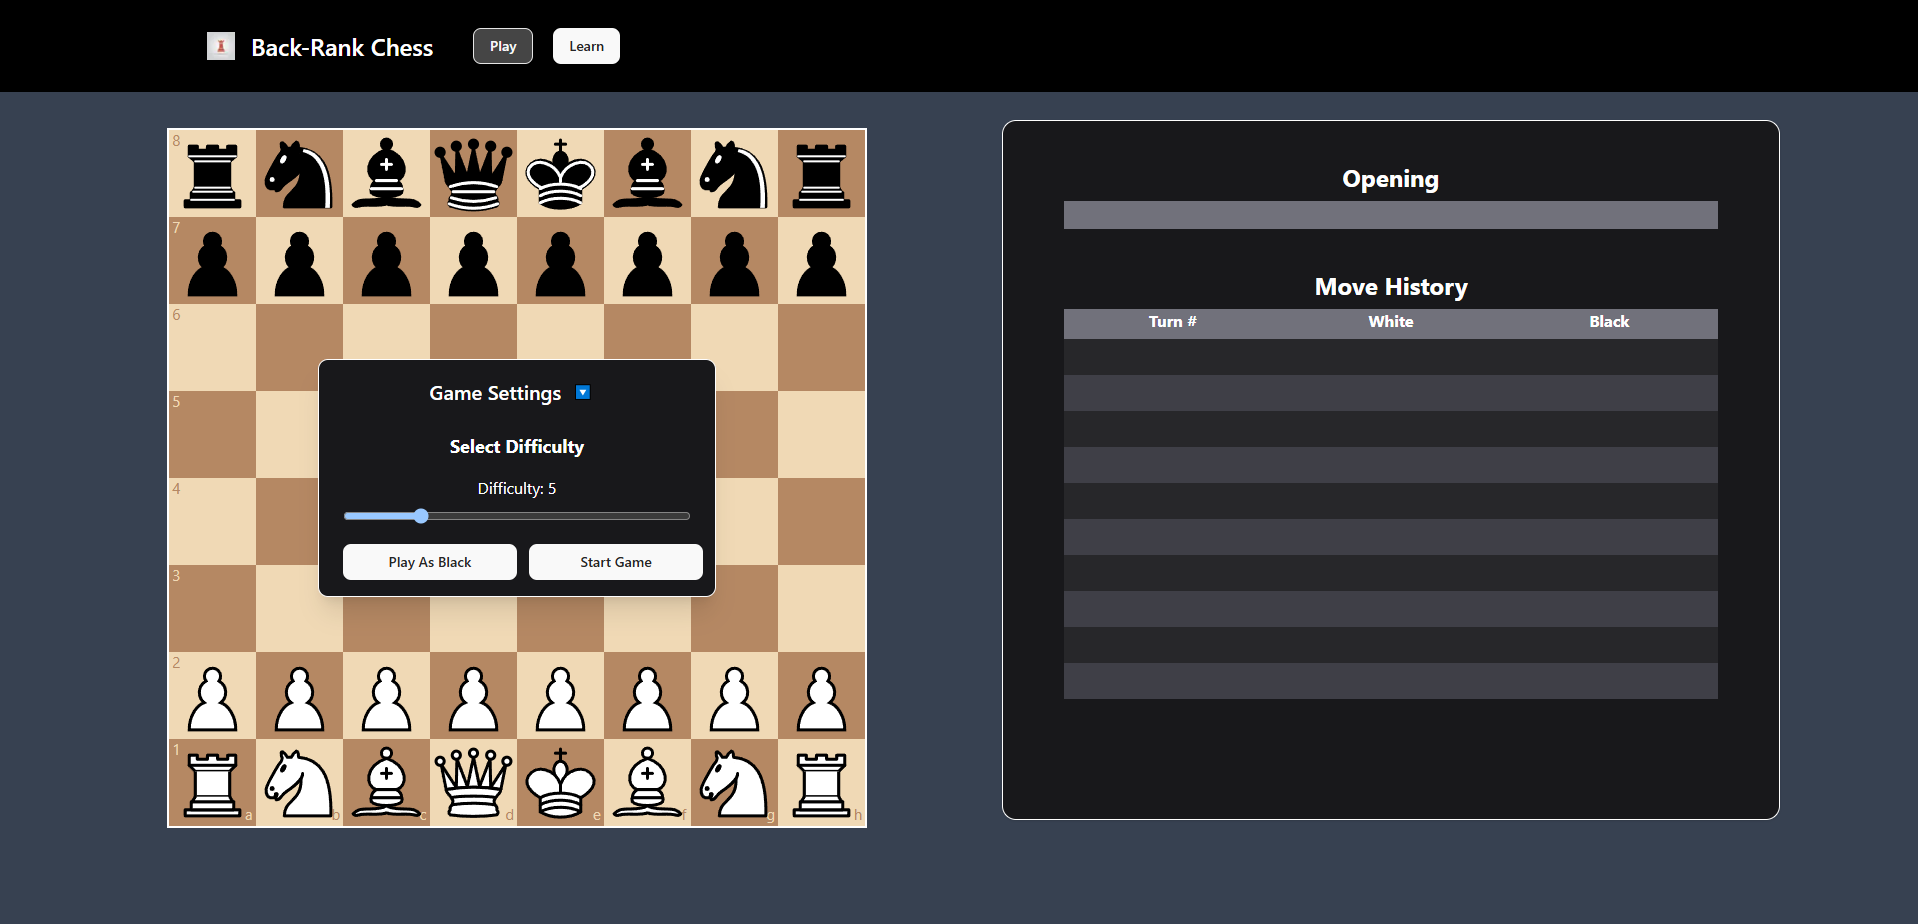 Back-Rank Chess
Play
Learn
8
7
6
5
4
3
2
1
a
b
c
d
e
f
g
h
Game Settings
Select Difficulty
Difficulty: 5
Play As Black
Start Game
Opening
Move History
Turn # White Black